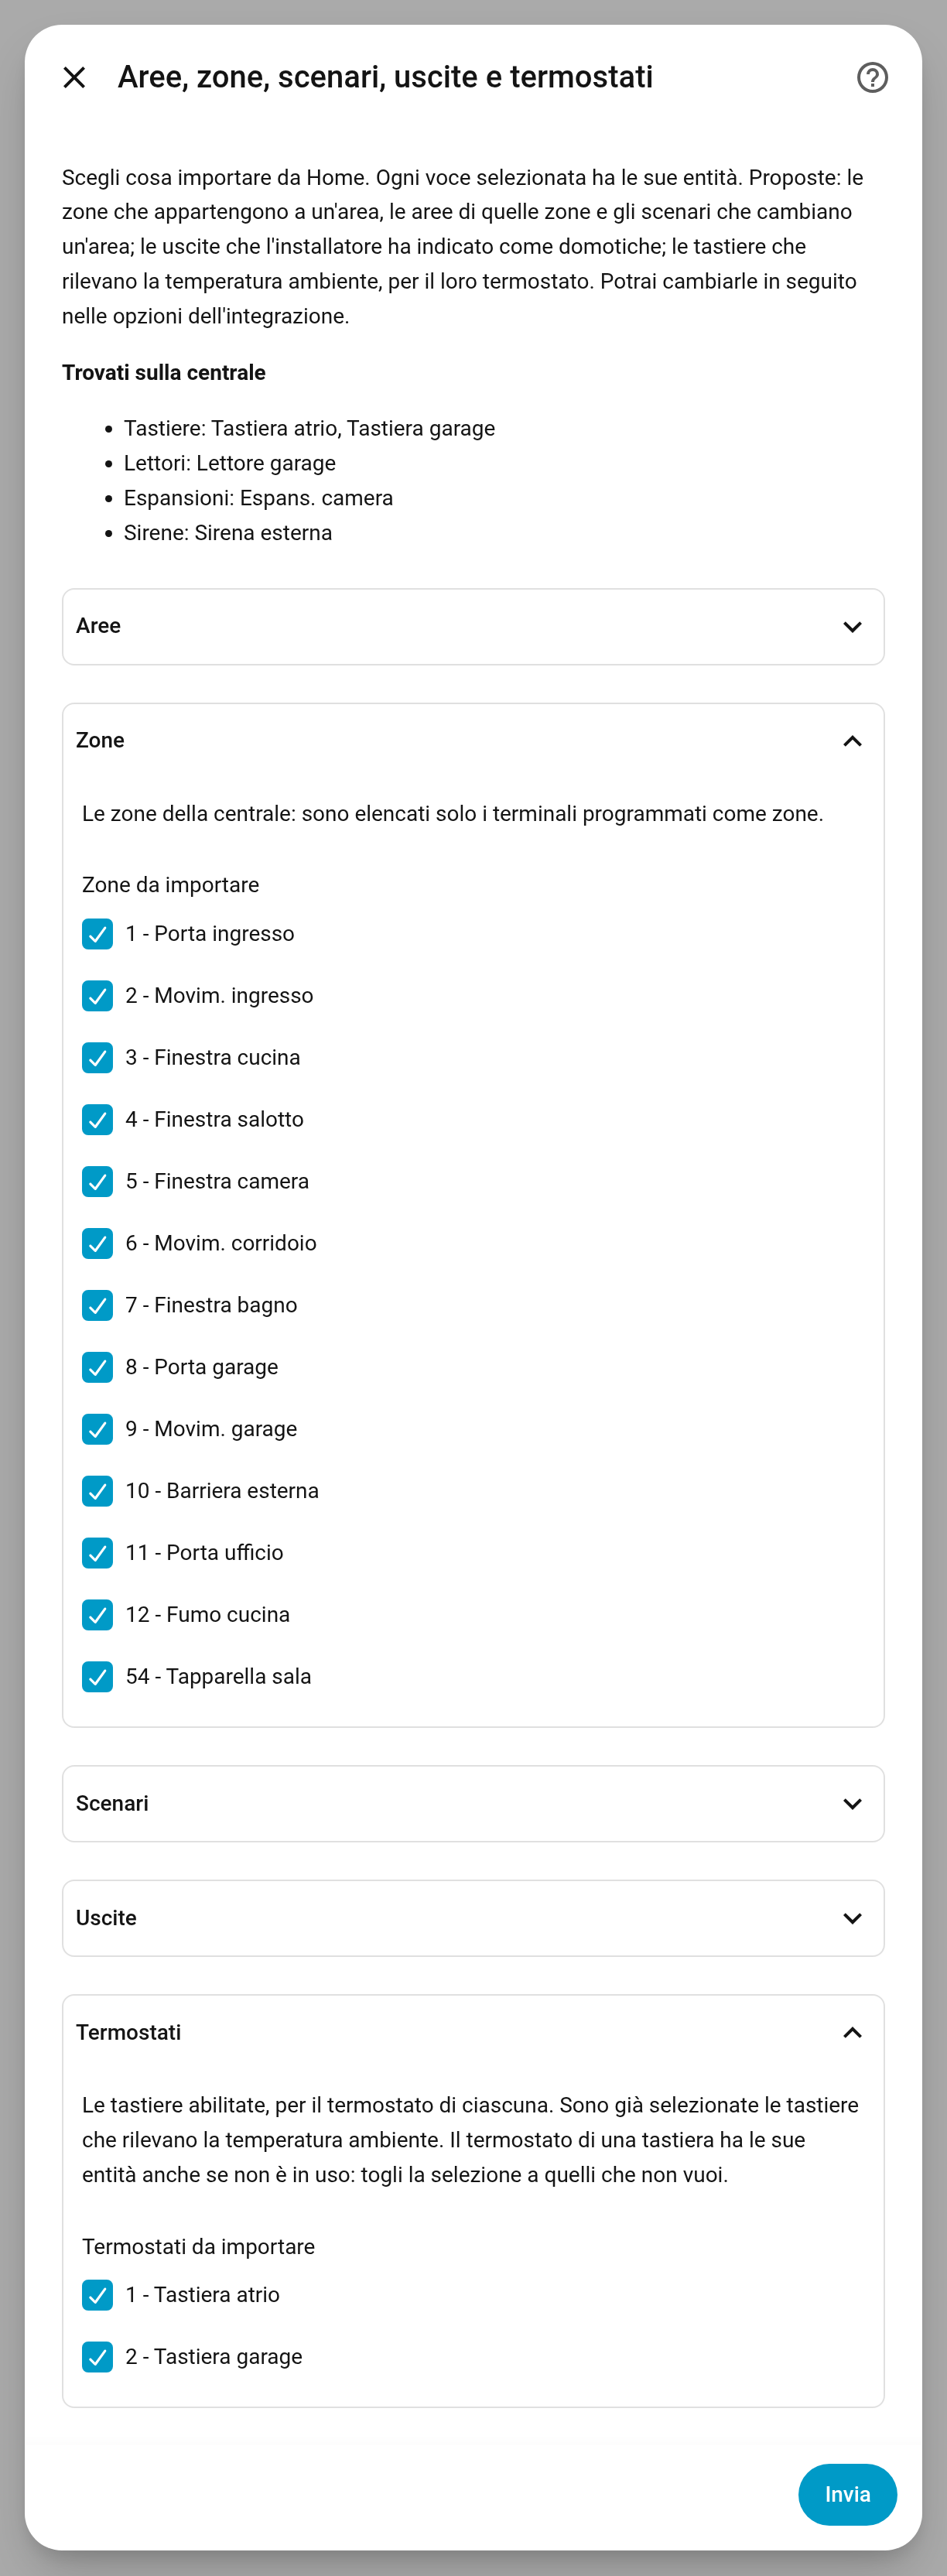 Aree, zone, scenari, uscite e termostati
Scegli cosa importare da Home. Ogni voce selezionata ha le sue entità. Proposte: le
zone che appartengono a un'area, le aree di quelle zone e gli scenari che cambiano
un'area; le uscite che l'installatore ha indicato come domotiche; le tastiere che
rilevano la temperatura ambiente, per il loro termostato. Potrai cambiarle in seguito
nelle opzioni dell'integrazione.
Trovati sulla centrale
• Tastiere: Tastiera atrio, Tastiera garage
• Lettori: Lettore garage
• Espansioni: Espans. camera
• Sirene: Sirena esterna
Aree
Zone
Le zone della centrale: sono elencati solo i terminali programmati come zone.
Zone da importare
1 - Porta ingresso
2 - Movim. ingresso
3 - Finestra cucina
4 - Finestra salotto
5 - Finestra camera
6 - Movim. corridoio
7 - Finestra bagno
8 - Porta garage
9 - Movim. garage
10 - Barriera esterna
11 - Porta ufficio
12 - Fumo cucina
54 - Tapparella sala
Scenari
Uscite
Termostati
Le tastiere abilitate, per il termostato di ciascuna. Sono già selezionate le tastiere
che rilevano la temperatura ambiente. Il termostato di una tastiera ha le sue
entità anche se non è in uso: togli la selezione a quelli che non vuoi.
Termostati da importare
1 - Tastiera atrio
2 - Tastiera garage
Invia